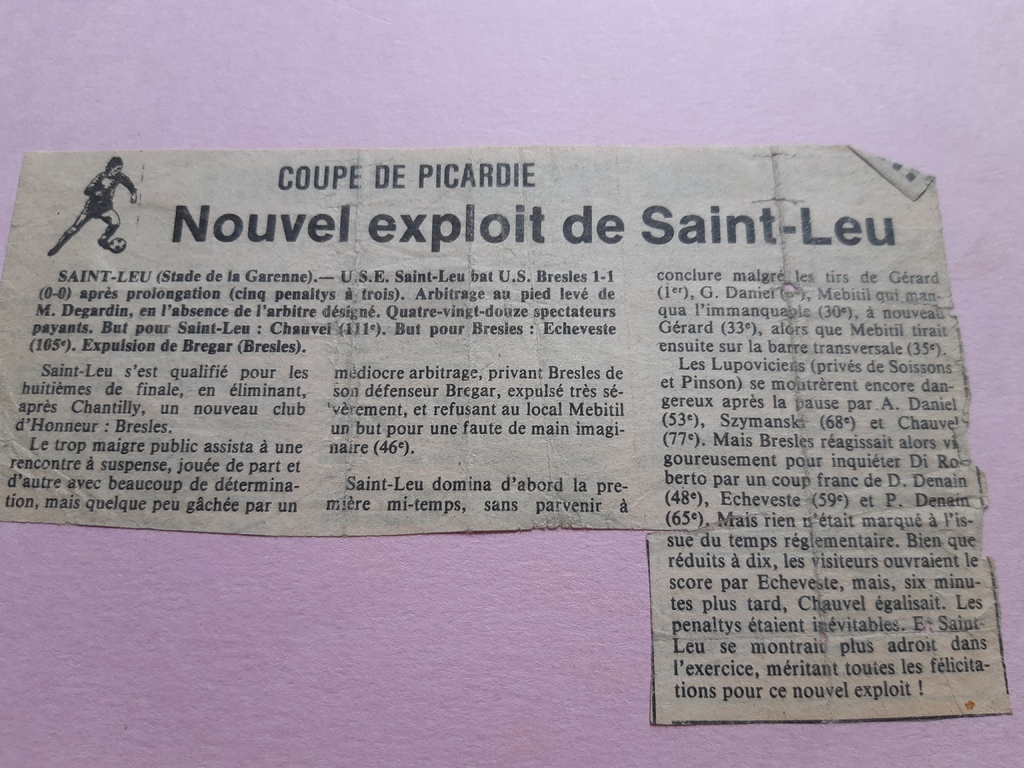 COUPE DE PICARDIE
Nouvel exploit de Saint-Leu
SAINT-LEU (Stade de la Garenne).— U.S.E. Saint-Leu bat U.S. Bresles 1-1
(0-0) après prolongation (cinq penaltys à trois). Arbitrage au pied levé de
M. Degardin, en l'absence de l'arbitre désigné. Quatre-vingt-douze spectateurs
payants. But pour Saint-Leu : Chauvel (111e). But pour Bresles : Echeveste
(105e). Expulsion de Bregar (Bresles).
Saint-Leu s'est qualifié pour les
huitièmes de finale, en éliminant,
après Chantilly, un nouveau club
d'Honneur : Bresles.
Le trop maigre public assista à une
rencontre à suspense, jouée de part et
d'autre avec beaucoup de détermina-
tion, mais quelque peu gâchée par un
médiocre arbitrage, privant Bresles de
son défenseur Bregar, expulsé très sé-
vèrement, et refusant au local Mebitil
un but pour une faute de main imagi-
naire (46e).
Saint-Leu domina d'abord la pre-
mière mi-temps, sans parvenir à
conclure malgré les tirs de Gérard
(1er), G. Daniel Mebitil qui man-
qua l'immanquable (30e), à nouveau
Gérard (33e), alors que Mebitil tirait
ensuite sur la barre transversale (35e).
Les Lupoviciens (privés de Soissons
et Pinson) se montrèrent encore dan-
gereux après la pause par A. Daniel
(53e), Szymanski (68e) et Chauvel
(77e). Mais Bresles réagissait alors vi
goureusement pour inquiéter Di Ro-
berto par un coup franc de D. Denain
(48e), Echeveste (59e) et P. Denain
(65e). Mais rien n'était marqué à l'is-
sue du temps réglementaire. Bien que
réduits à dix, les visiteurs ouvraient le
score par Echeveste, mais, six minu-
tes plus tard, Chauvel égalisait. Les
penaltys étaient inévitables. Et Saint-
Leu se montrait plus adroit dans
l'exercice, méritant toutes les félicita-
tions pour ce nouvel exploit !